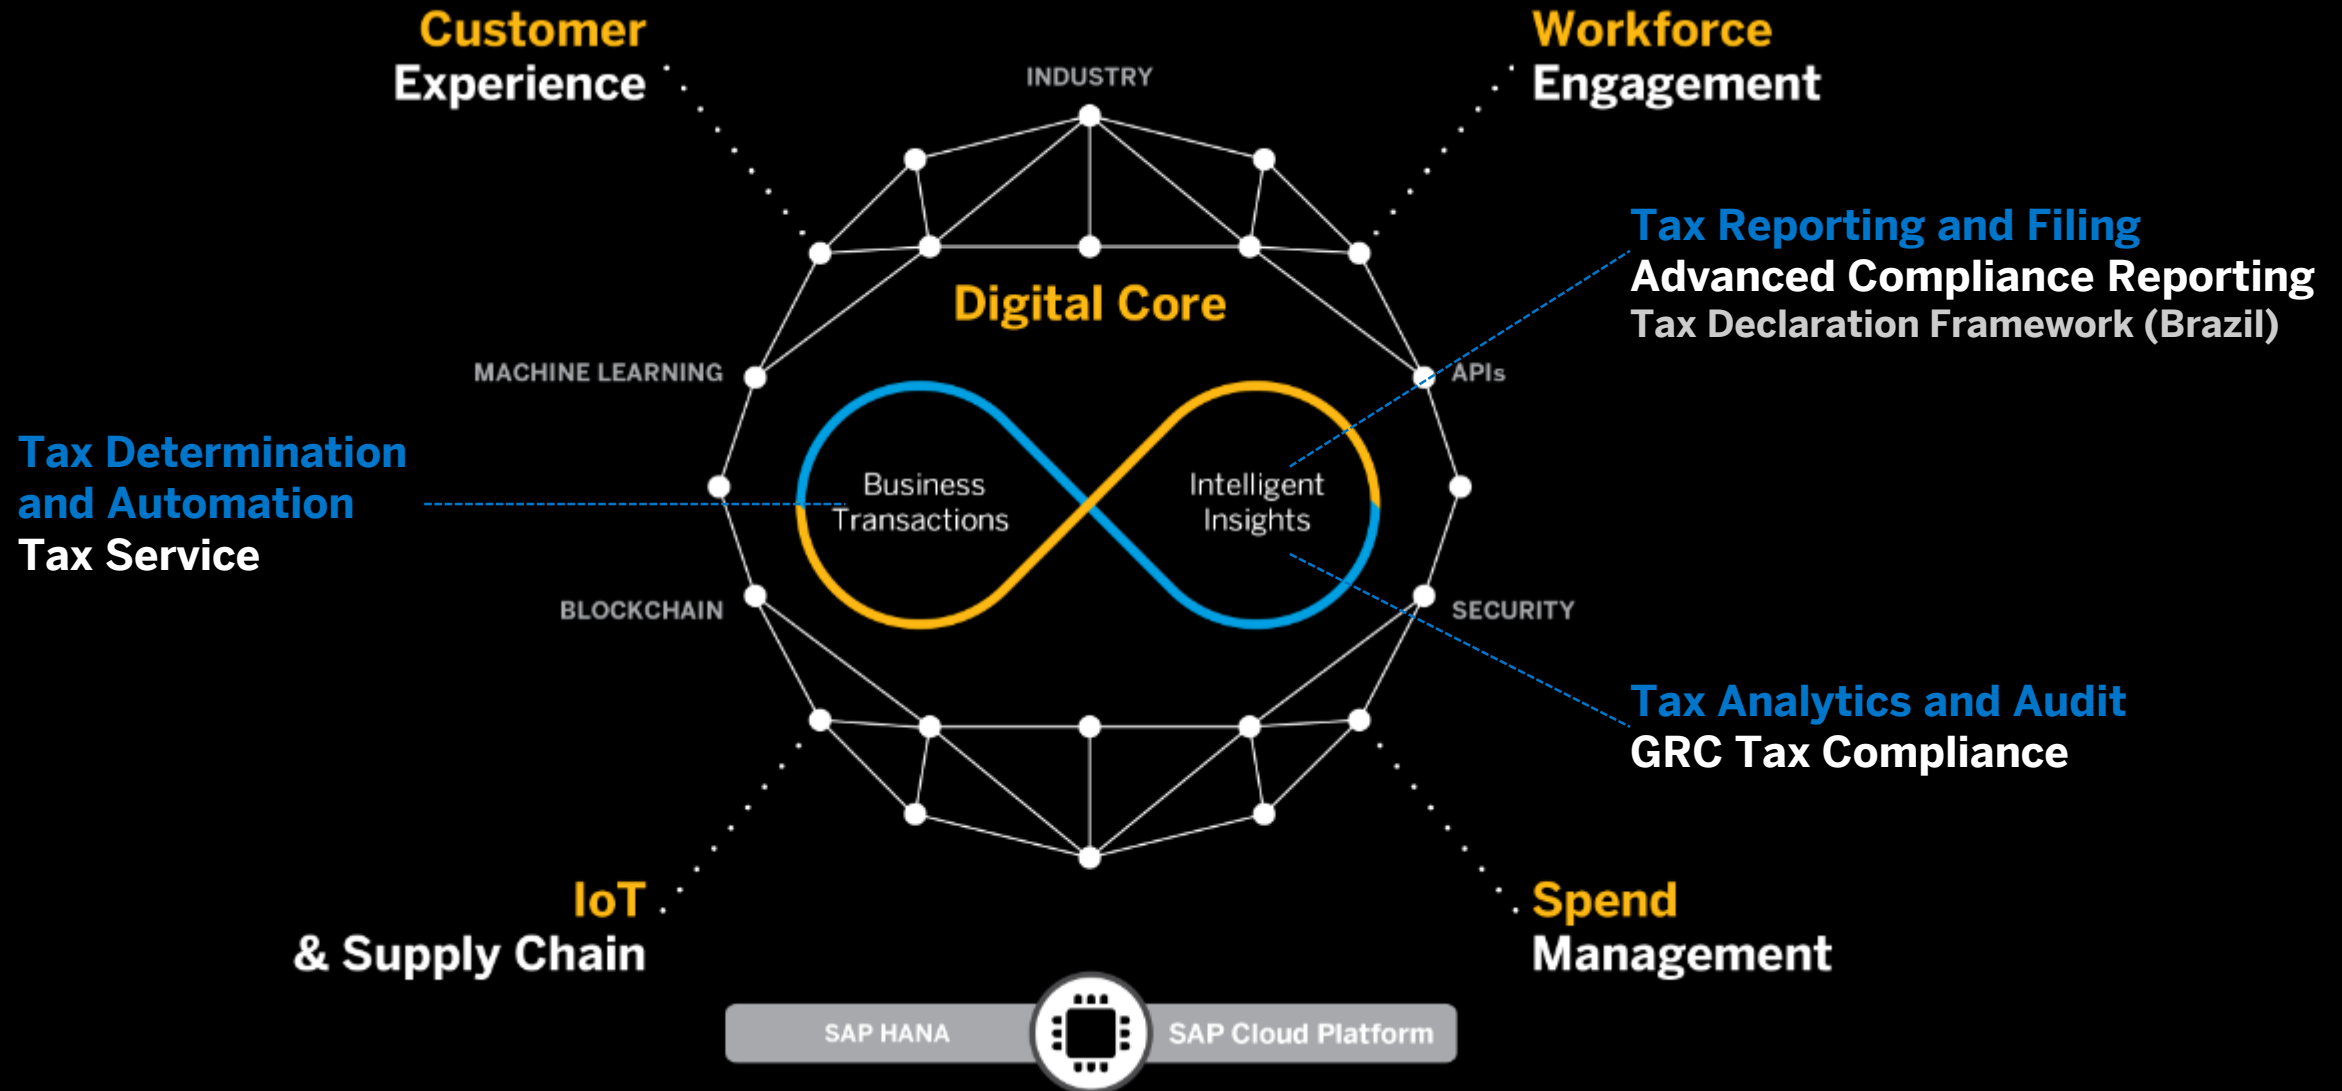 Customer
Experience
Workforce
Engagement
INDUSTRY
Tax Reporting and Filing
Advanced Compliance Reporting
Tax Declaration Framework (Brazil)
Digital Core
MACHINE LEARNING
APIs
Tax Determination
and Automation
Tax Service
Business
Transactions
Intelligent
Insights
BLOCKCHAIN
SECURITY
Tax Analytics and Audit
GRC Tax Compliance
IoT
& Supply Chain
Spend
Management
SAP HANA
SAP Cloud Platform